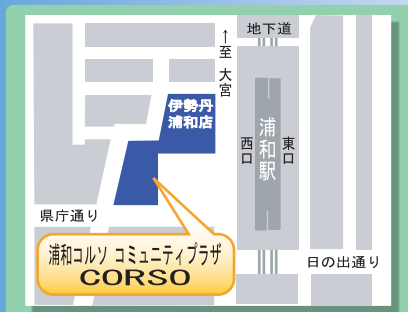 地下道
↑至 大宮
伊勢丹
浦和店
浦和駅
西口
東口
県庁通り
浦和コルソ コミュニティプラザ
CORSO
日の出通り